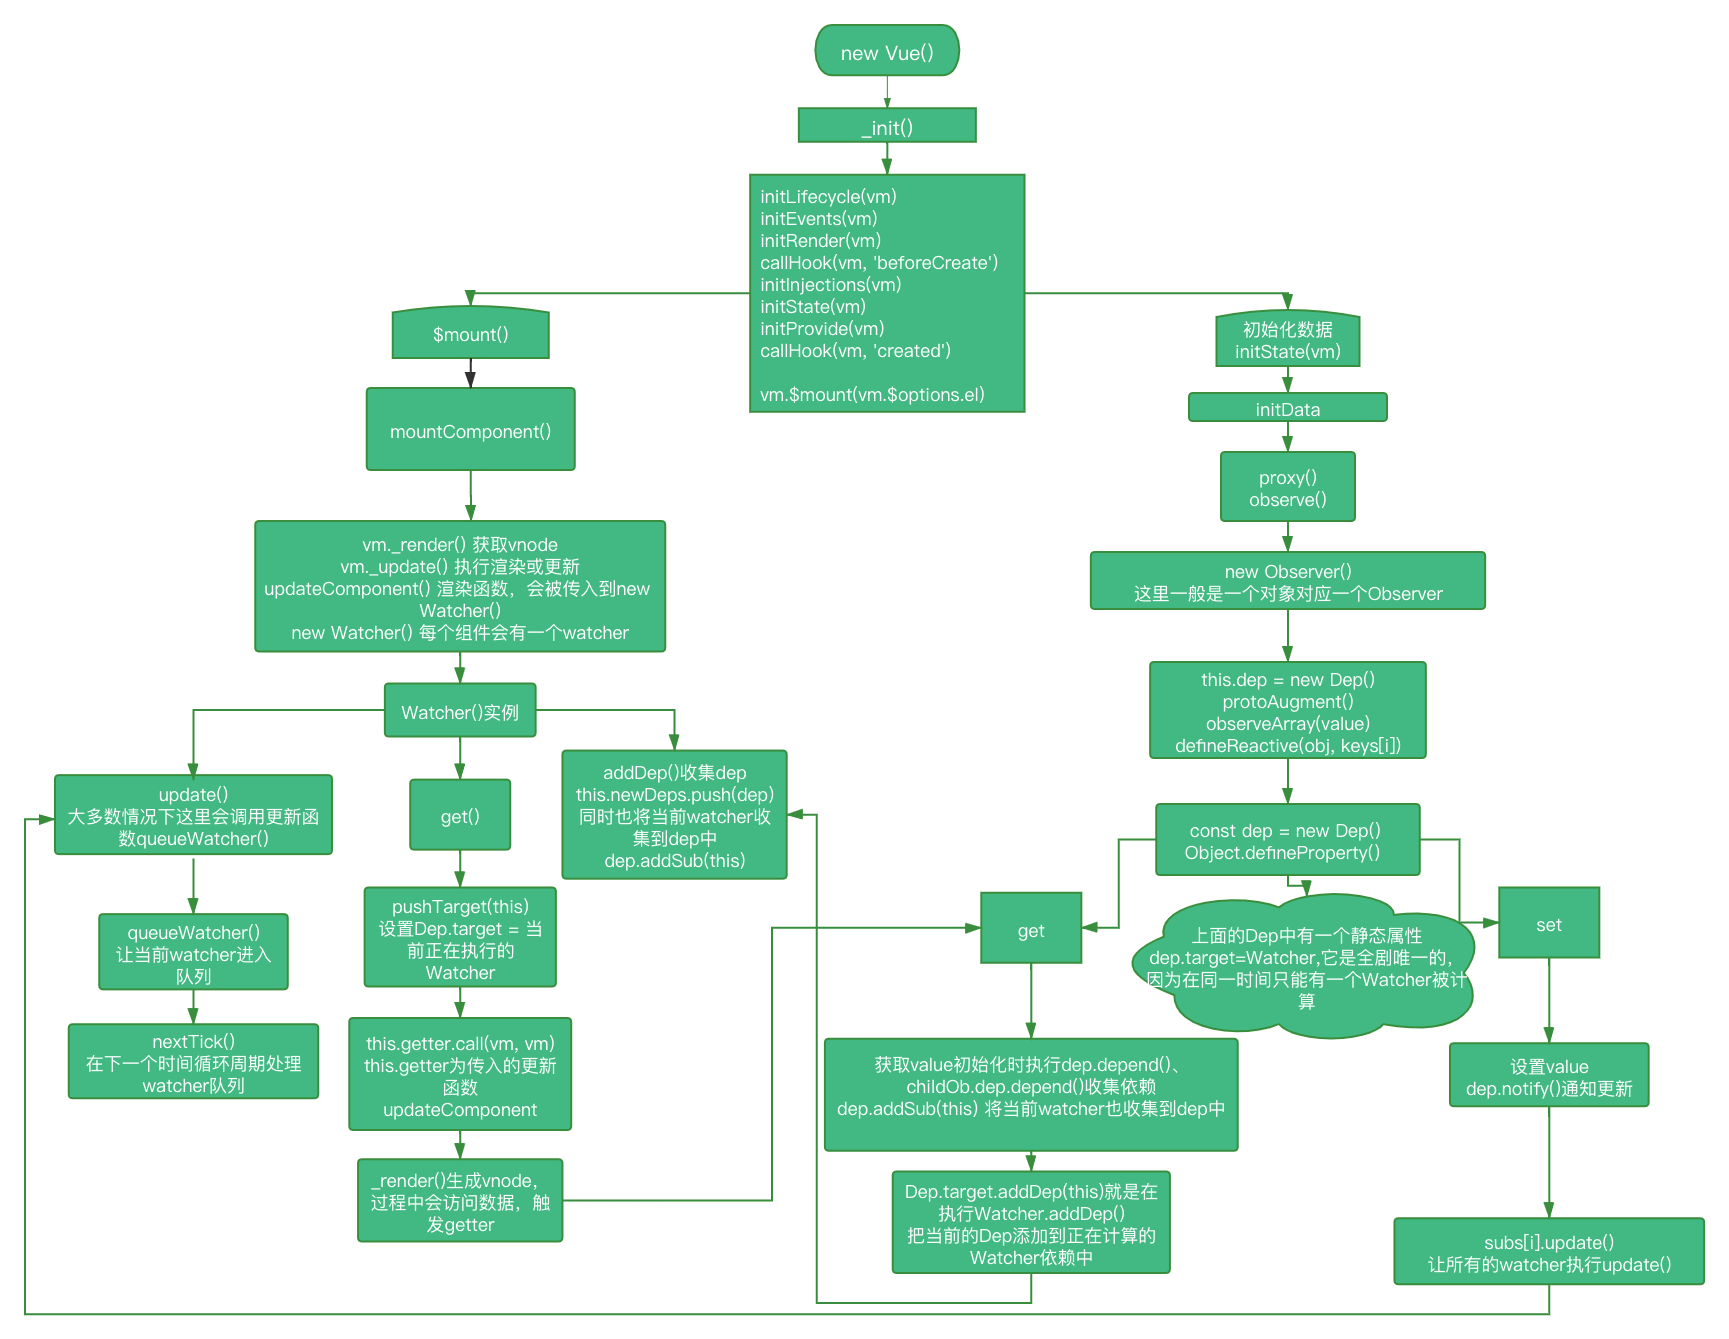 new Vue()
_init()
initLifecycle(vm)
initEvents(vm)
initRender(vm)
callHook(vm, 'beforeCreate')
initInjections(vm)
initState(vm)
initProvide(vm)
callHook(vm, 'created')
vm.$mount(vm.$options.el)
$mount()
mountComponent()
vm._render() 获取vnode
vm._update() 执行渲染或更新
updateComponent() 渲染函数，会被传入到new
Watcher()
new Watcher() 每个组件会有一个watcher
Watcher()实例
update()
大多数情况下这里会调用更新函
数queueWatcher()
queueWatcher()
让当前watcher进入
队列
nextTick()
在下一个时间循环周期处理
watcher队列
get()
pushTarget(this)
设置Dep.target = 当
前正在执行的
Watcher
this.getter.call(vm, vm)
this.getter为传入的更新
函数
updateComponent
_render()生成vnode，
过程中会访问数据，触
发getter
addDep()收集dep
this.newDeps.push(dep)
同时也将当前watcher收
集到dep中
dep.addSub(this)
初始化数据
initState(vm)
initData
proxy()
observe()
new Observer()
这里一般是一个对象对应一个Observer
this.dep = new Dep()
protoAugment()
observeArray(value)
defineReactive(obj, keys[i])
const dep = new Dep()
Object.defineProperty()
get
上面的Dep中有一个静态属性
dep.target=Watcher,它是全剧唯一的，
因为在同一时间只能有一个Watcher被计
算
set
获取value初始化时执行dep.depend()、
childOb.dep.depend()收集依赖
dep.addSub(this) 将当前watcher也收集到dep中
Dep.target.addDep(this)就是在
执行Watcher.addDep()
把当前的Dep添加到正在计算的
Watcher依赖中
设置value
dep.notify()通知更新
subs[i].update()
让所有的watcher执行update()